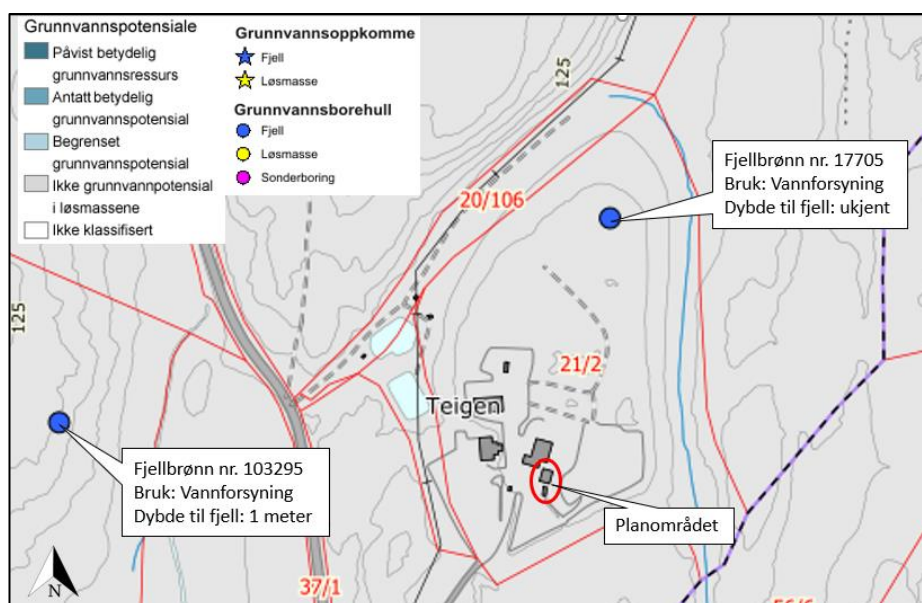 Grunnvannspotensiale
Påvist betydelig
grunnvannsressurs
Antatt betydelig
grunnvannspotensial
Begrenset
grunnvannspotensial
Ikke grunnvannpotensial
i løsmassene
Ikke klassifisert
Grunnvannsoppkomme
Fjell
Løsmasse
Grunnvannsborehull
Fjell
Løsmasse
Sonderboring
125
20/106
Fjellbrønn nr. 17705
Bruk: Vannforsyning
Dybde til fjell: ukjent
125
21/2
Teigen
Fjellbrønn nr. 103295
Bruk: Vannforsyning
Dybde til fjell: 1 meter
Planområdet
N
37/1